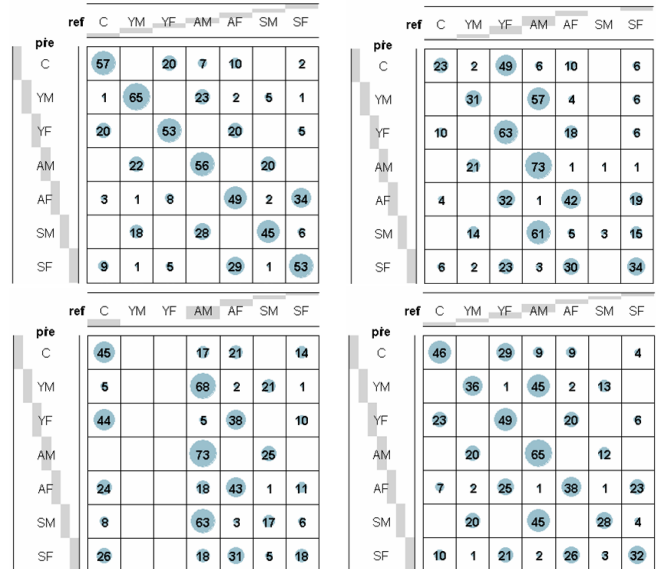 ref C YM YF AM AF SM SF
pře
C 57 20 7 10 2
YM 1 65 23 2 5 1
YF 20 53 20 5
AM 22 56 20
AF 3 1 8 49 2 34
SM 18 28 45 6
SF 9 1 5 29 1 53
ref C YM YF AM AF SM SF
pře
C 23 2 49 6 10 6
YM 31 57 4 6
YF 10 63 18 6
AM 21 73 1 1 1
AF 4 32 1 42 19
SM 14 61 5 3 15
SF 6 2 23 3 30 34
ref C YM YF AM AF SM SF
pře
C 45 17 21 14
YM 5 68 2 21 1
YF 44 5 38 10
AM 73 25
AF 24 18 43 1 11
SM 8 63 3 17 6
SF 26 18 31 5 18
ref C YM YF AM AF SM SF
pře
C 46 29 9 9 4
YM 36 1 45 2 13
YF 23 49 20 6
AM 20 65 12
AF 7 2 25 1 38 1 23
SM 20 45 28 4
SF 10 1 21 2 26 3 32